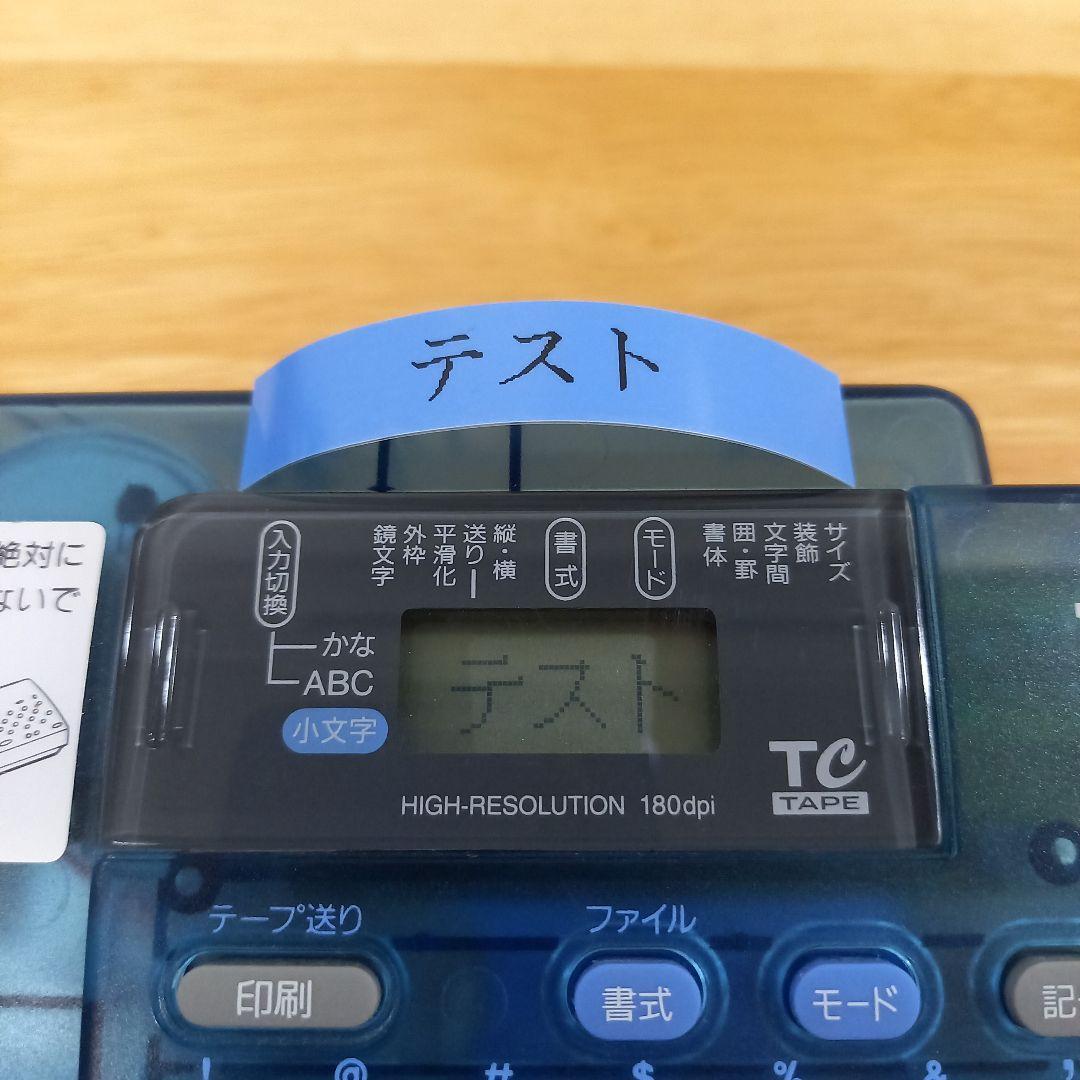 テスト
絶対に
ないで
入力切換
かな
ABC
小文字
鏡文字
外枠
平滑化
送り
縦・横
書式
モード
書体
囲・罫
文字間
装飾
サイズ
テスト
HIGH-RESOLUTION 180dpi
TC
TAPE
テープ送り
ファイル
印刷
書式
モード
! @ # $ % &